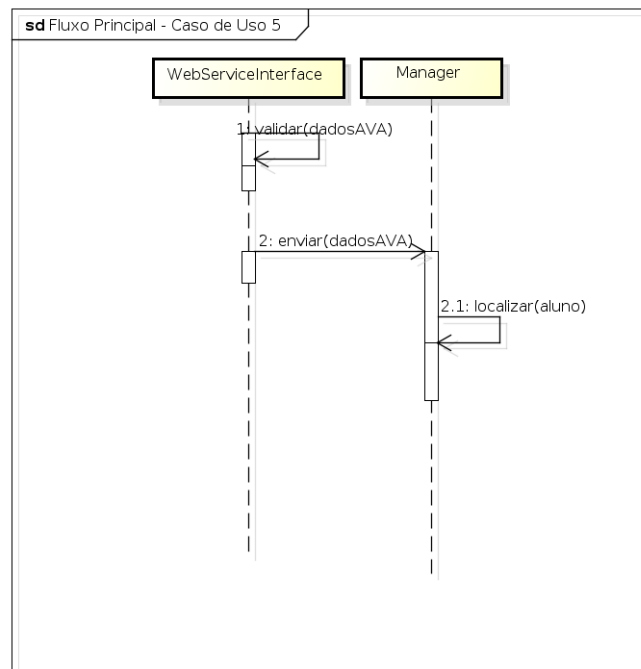 sd Fluxo Principal - Caso de Uso 5
WebServiceInterface
Manager
1: validar(dadosAVA)
2: enviar(dadosAVA)
2.1: localizar(aluno)